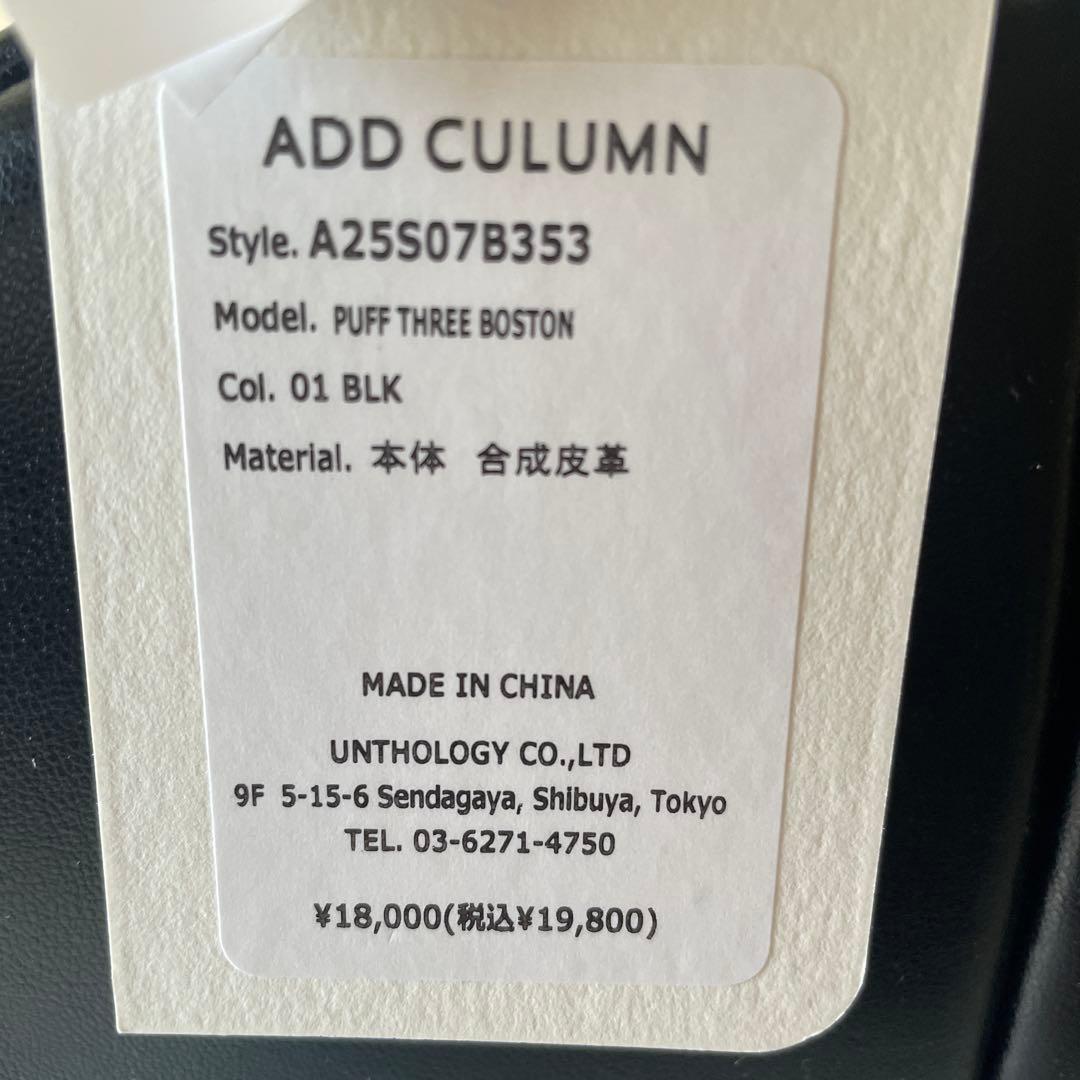 ADD CULUMN
Style. A25S07B353
Model. PUFF THREE BOSTON
Col. 01 BLK
Material. 本体 合成皮革
MADE IN CHINA
UNTHOLOGY CO.,LTD
9F 5-15-6 Sendagaya, Shibuya, Tokyo
TEL. 03-6271-4750
¥18,000(税込¥19,800)